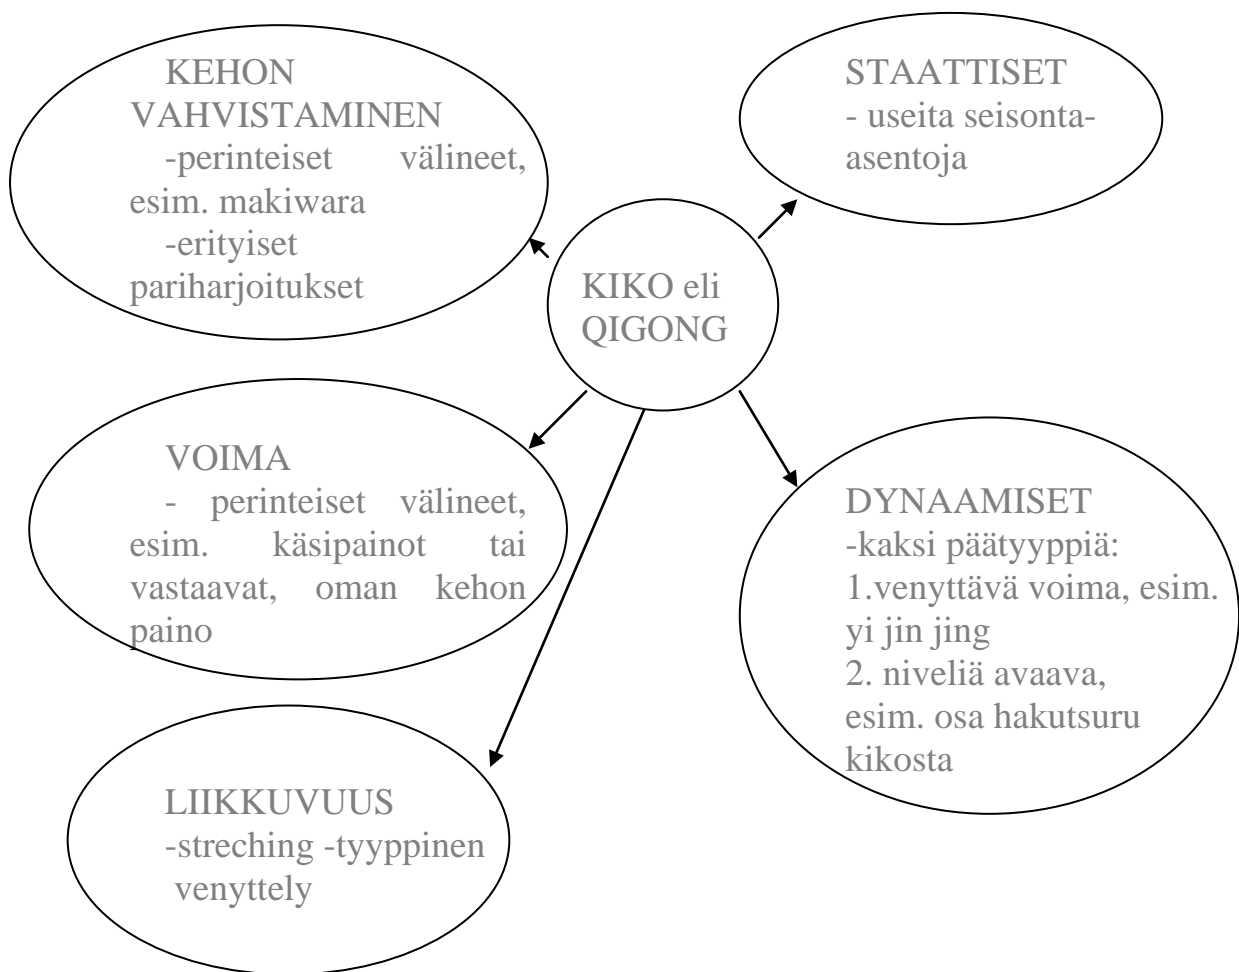 KEHON
VAHVISTAMINEN
-perinteiset välineet,
esim. makiwara
-erityiset
pariharjoitukset
STAATTISET
- useita seisonta-
asentoja
KIKO eli
QIGONG
VOIMA
- perinteiset välineet,
esim. käsipainot tai
vastaavat, oman kehon
paino
DYNAAMISET
-kaksi päätyyppiä:
1.venyttävä voima, esim.
yi jin jing
2. niveliä avaava,
esim. osa hakutsuru
kikosta
LIIKKUVUUS
-streching -tyyppinen
venyttely